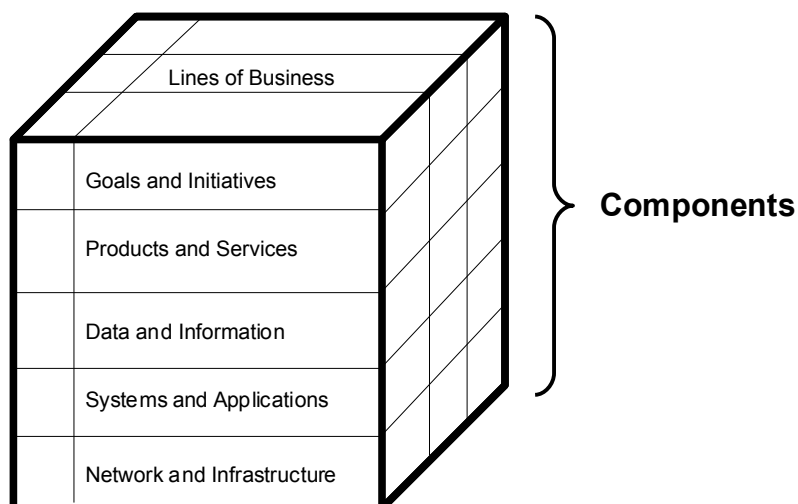 Lines of Business
Goals and Initiatives
Products and Services
Data and Information
Systems and Applications
Network and Infrastructure
Components